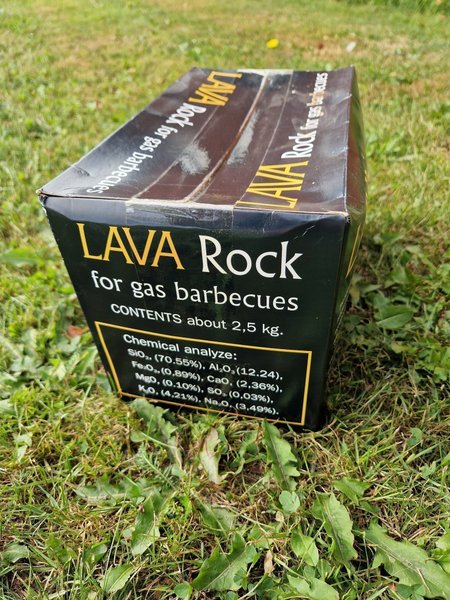 LAVA
Rock for gas barbecues
LAVA Rock for gas barbecues
LAVA Rock
for gas barbecues
CONTENTS about 2,5 kg.
Chemical analyze:
SiO₂, (70.55%), Al₂O₃ (12.24),
Fe₂O₃ (0,89%), CaO (2,36%),
MgO (0,10%), SO₃ (0,03%),
K₂O (4,21%), Na₂O (3,49%).